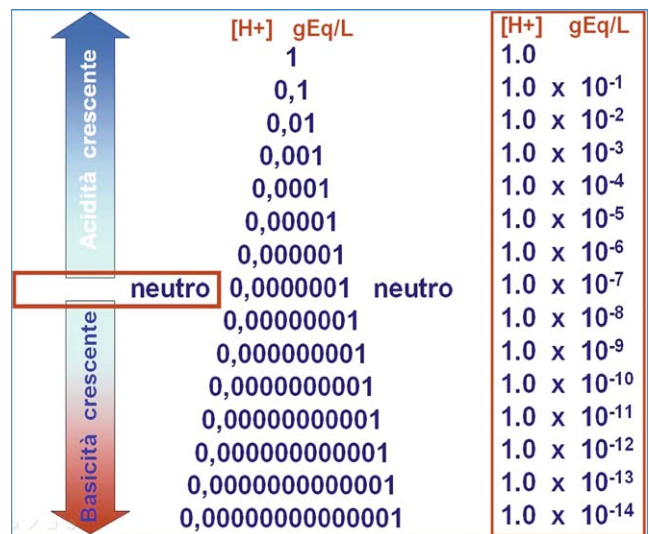 [H+] gEq/L
[H+] gEq/L
1
1.0
0,1
1.0 x 10-1
0,01
1.0 x 10-2
0,001
1.0 x 10-3
0,0001
1.0 x 10-4
0,00001
1.0 x 10-5
0,000001
1.0 x 10-6
neutro 0,0000001 neutro
1.0 x 10-7
0,00000001
1.0 x 10-8
0,000000001
1.0 x 10-9
0,0000000001
1.0 x 10-10
0,00000000001
1.0 x 10-11
0,000000000001
1.0 x 10-12
0,0000000000001
1.0 x 10-13
0,00000000000001
1.0 x 10-14
Acidità crescente
Basicità crescente